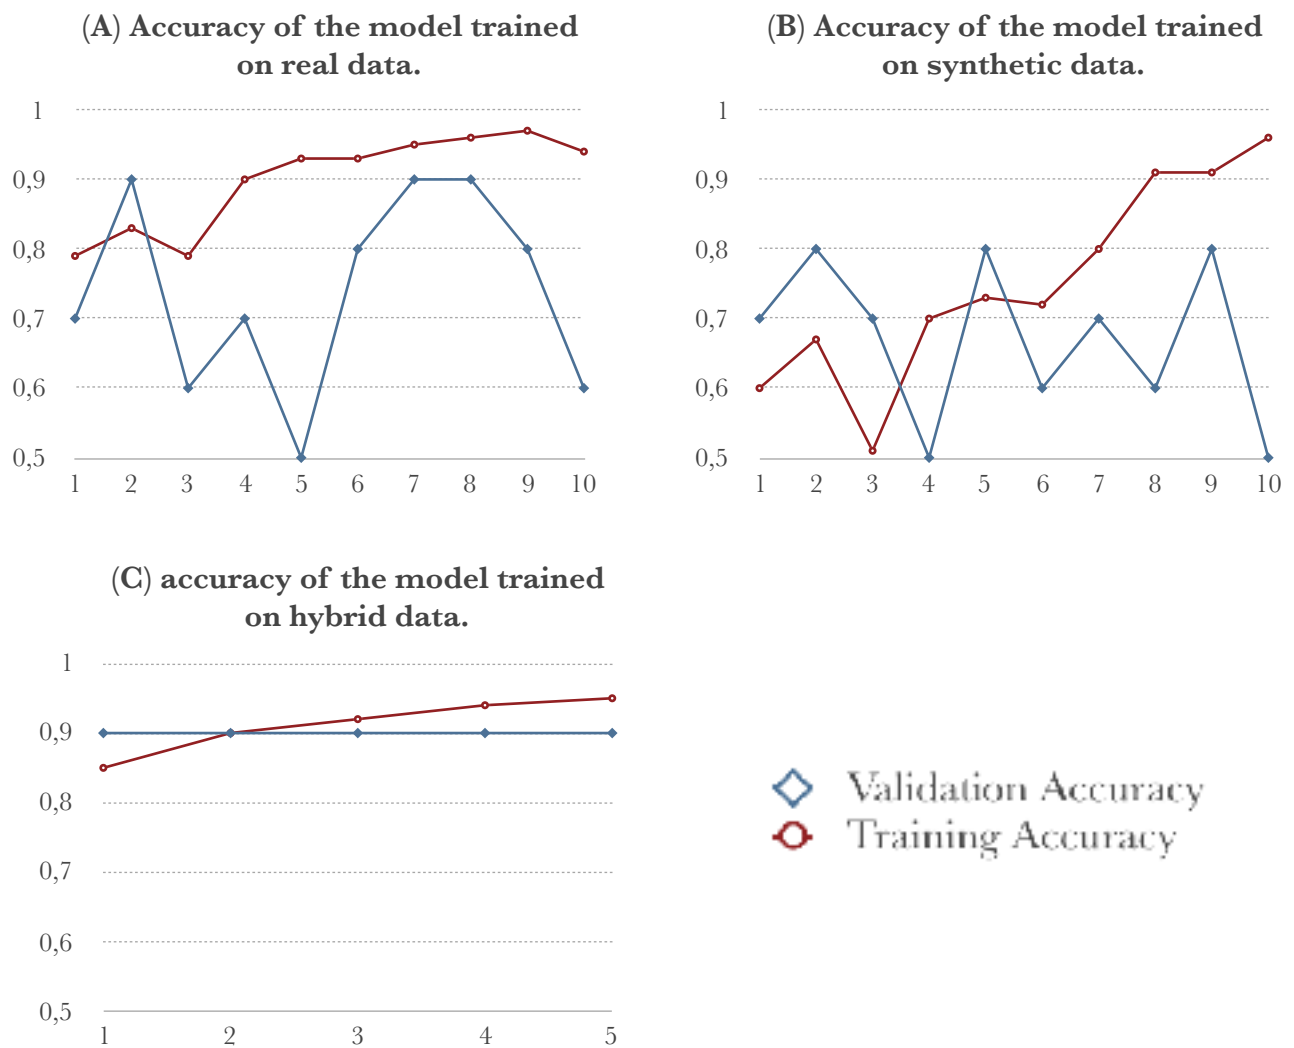 (A) Accuracy of the model trained
on real data.
1
0,9
0,8
0,7
0,6
0,5
1 2 3 4 5 6 7 8 9 10
(B) Accuracy of the model trained
on synthetic data.
1
0,9
0,8
0,7
0,6
0,5
1 2 3 4 5 6 7 8 9 10
(C) accuracy of the model trained
on hybrid data.
1
0,9
0,8
0,7
0,6
0,5
1 2 3 4 5
Validation Accuracy
Training Accuracy